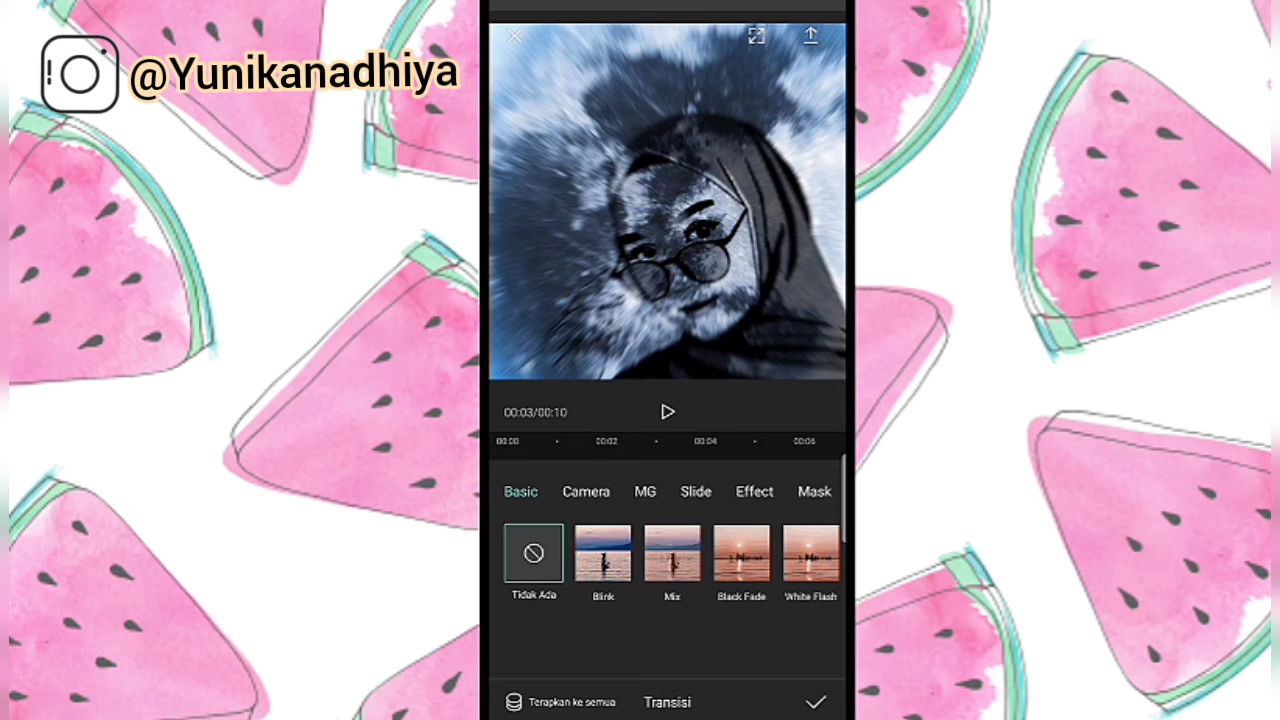 @Yunikanadhiya
00:03/00:10
00:00 00:02 00:04 00:06
Basic Camera MG Slide Effect Mask
Tidak Ada Blink Mix Black Fade White Flash
Terapkan ke semua Transisi